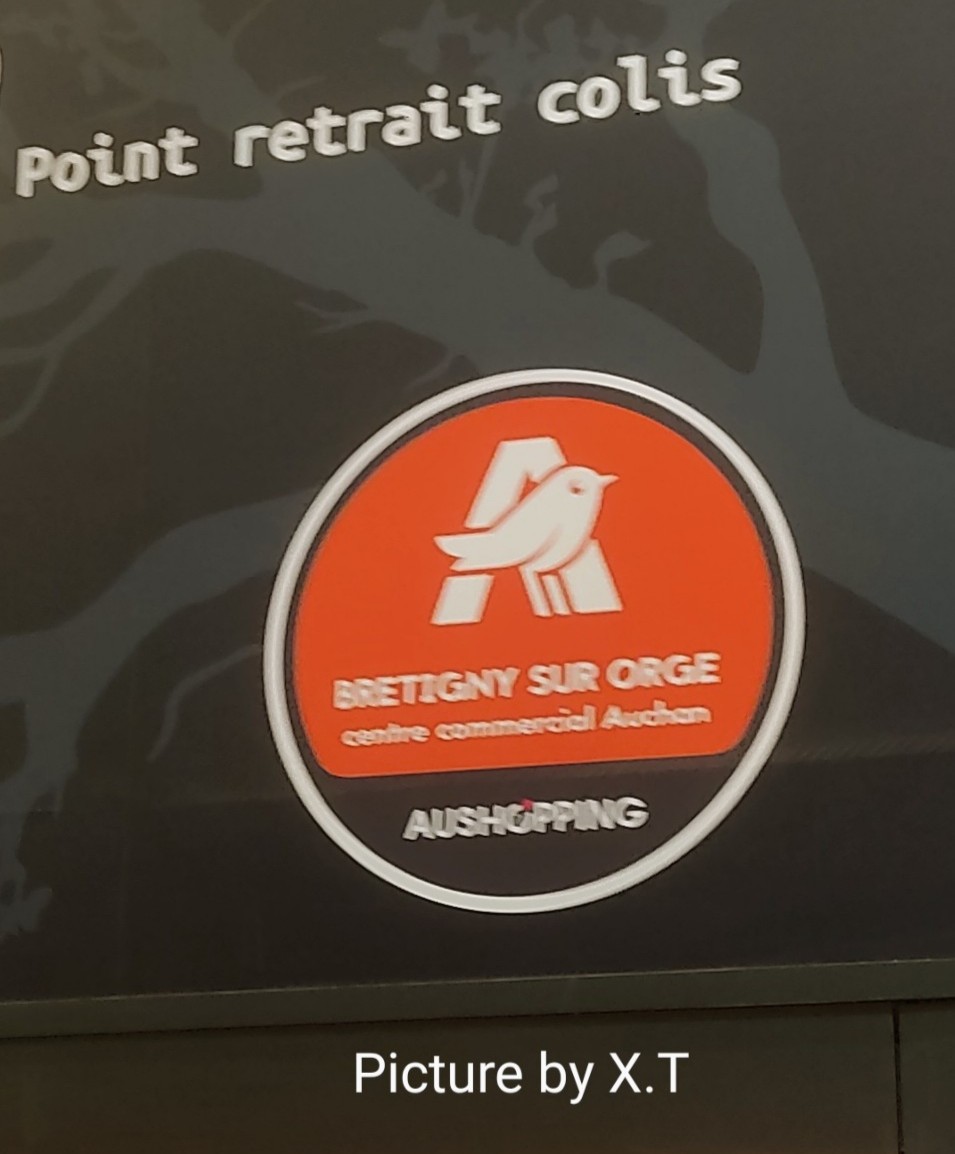 Point retrait colis
A
BRETIGNY SUR ORGE
centre commercial Auchan
AUSHOPPING
Picture by X.T